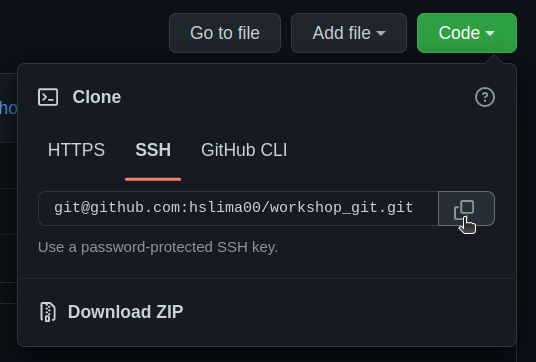 Go to file
Add file
Code
ho
Clone
HTTPS
SSH
GitHub CLI
git@github.com:hslima00/workshop_git.git
Use a password-protected SSH key.
Download ZIP